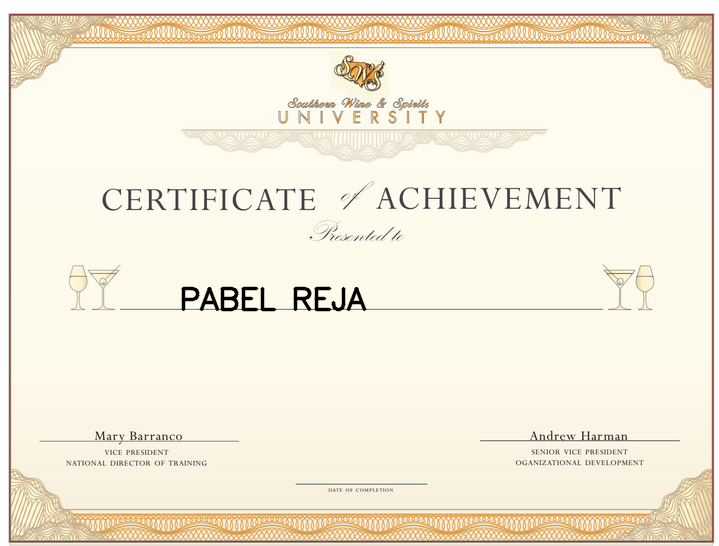 SWS
Southern Wine & Spirits
UNIVERSITY
CERTIFICATE of ACHIEVEMENT
Presented to
PABEL REJA
Mary Barranco
VICE PRESIDENT
NATIONAL DIRECTOR OF TRAINING
Andrew Harman
SENIOR VICE PRESIDENT
OGANIZATIONAL DEVELOPMENT
DATE OF COMPLETION